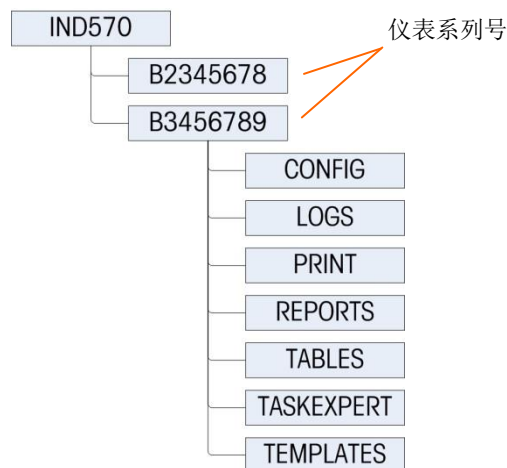 IND570
仪表系列号
B2345678
B3456789
CONFIG
LOGS
PRINT
REPORTS
TABLES
TASKEXPERT
TEMPLATES